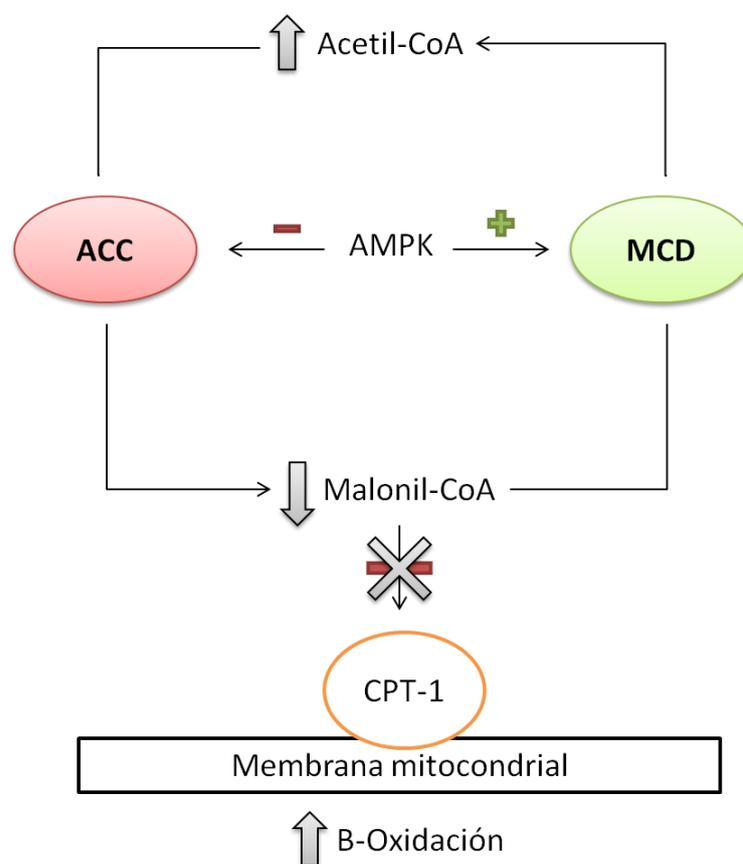 Acetil-CoA
ACC
AMPK
MCD
Malonil-CoA
CPT-1
Membrana mitocondrial
B-Oxidación